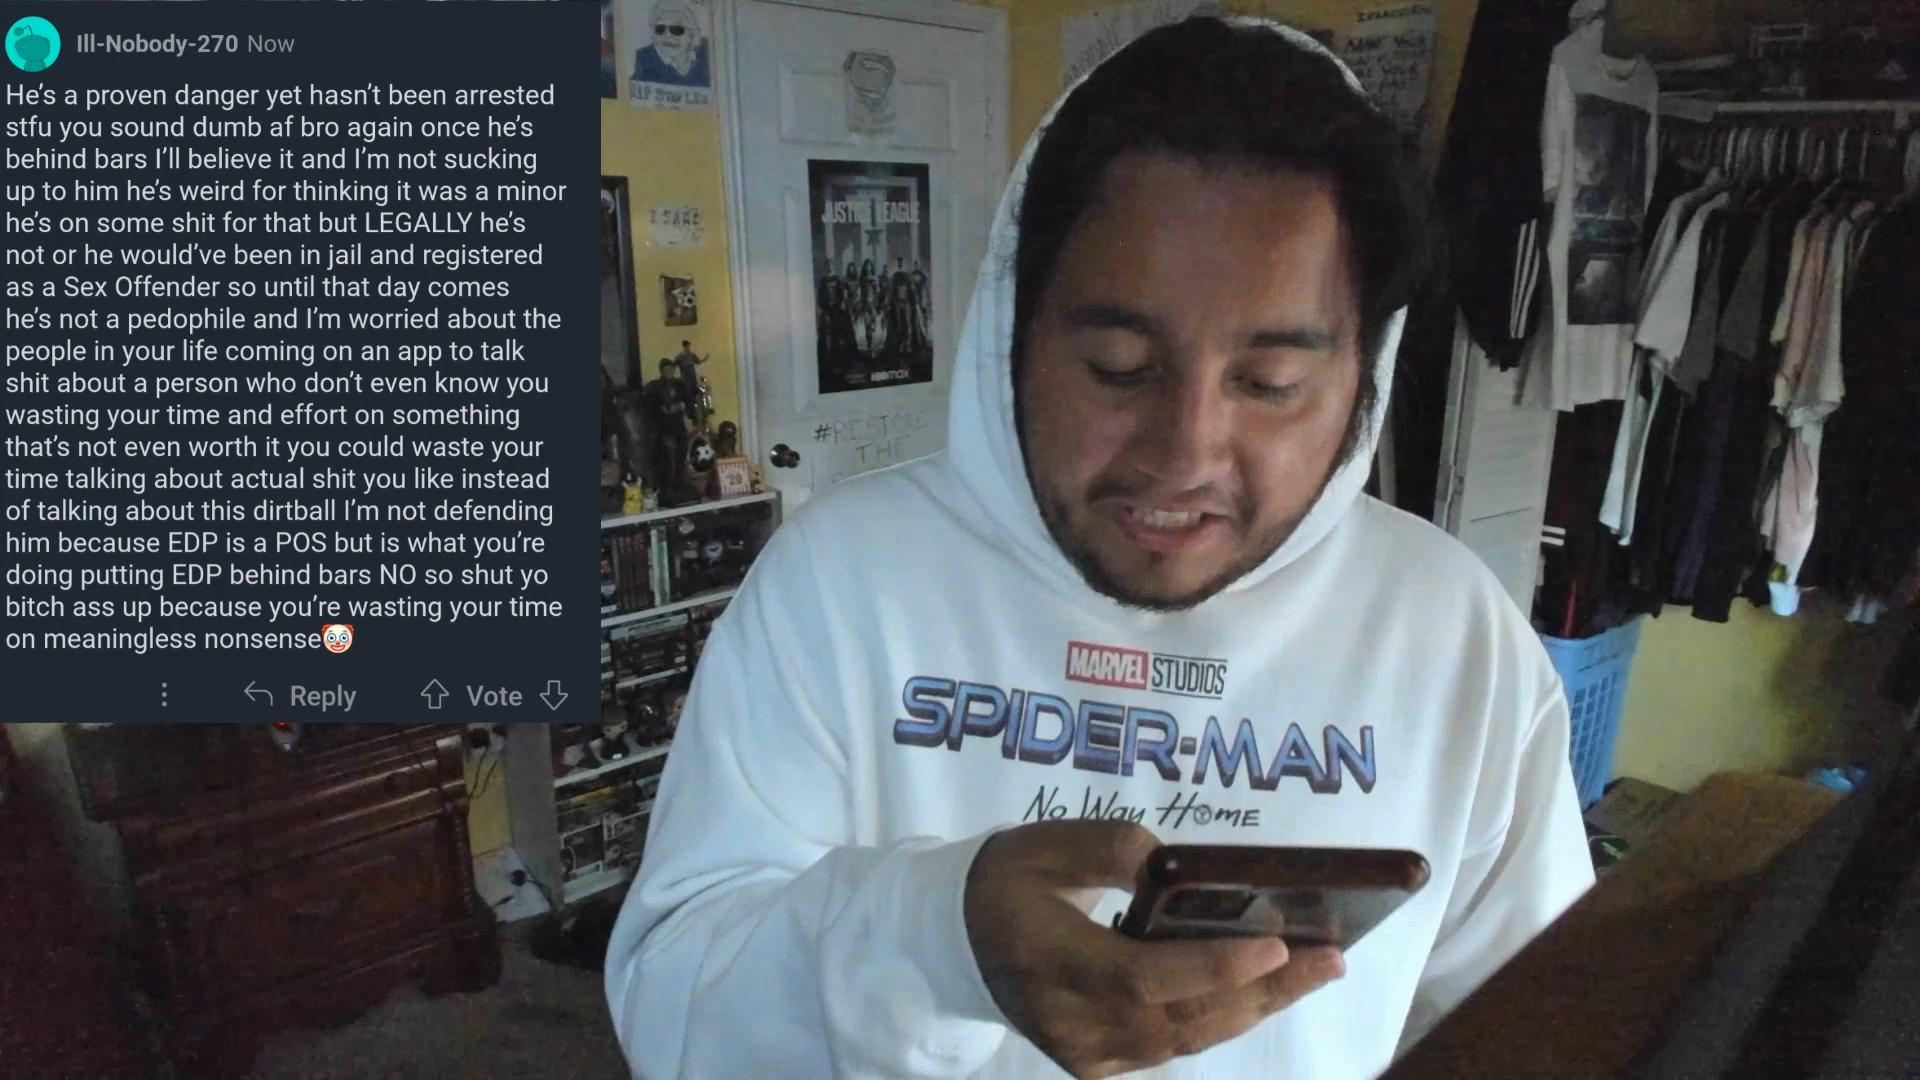 Ill-Nobody-270 Now
He's a proven danger yet hasn't been arrested
stfu you sound dumb af bro again once he's
behind bars I'll believe it and I'm not sucking
up to him he's weird for thinking it was a minor
he's on some shit for that but LEGALLY he's
not or he would've been in jail and registered
as a Sex Offender so until that day comes
he's not a pedophile and I'm worried about the
people in your life coming on an app to talk
shit about a person who don't even know you
wasting your time and effort on something
that's not even worth it you could waste your
time talking about actual shit you like instead
of talking about this dirtball I'm not defending
him because EDP is a POS but is what you're
doing putting EDP behind bars NO so shut yo
bitch ass up because you're wasting your time
on meaningless nonsense🤡
Reply Vote
RIP STAN LEE
JUSTICE LEAGUE
HBOMAX
#RESTORE
THE
MARVEL STUDIOS
SPIDER-MAN
No Way Home